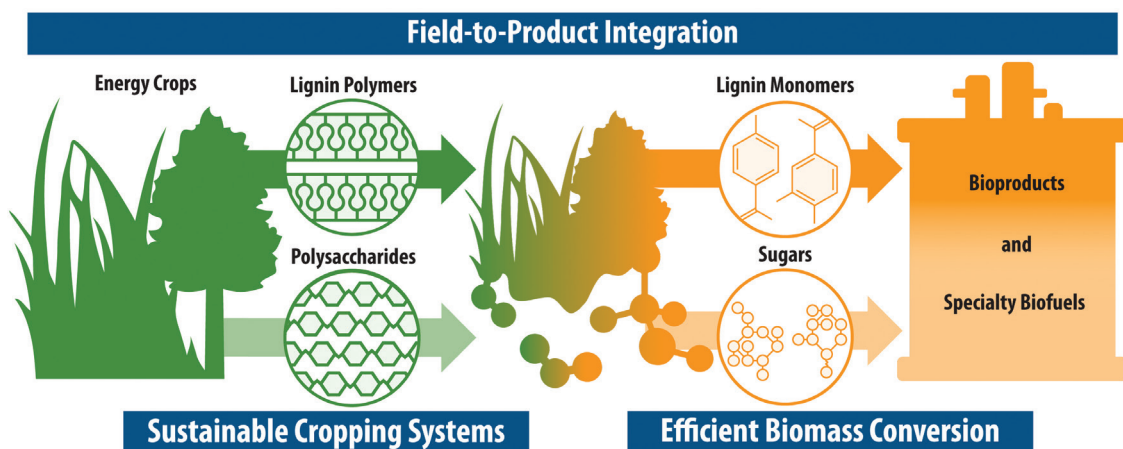 Field-to-Product Integration
Energy Crops
Lignin Polymers
Lignin Monomers
Polysaccharides
Sugars
Bioproducts
and
Specialty Biofuels
Sustainable Cropping Systems
Efficient Biomass Conversion